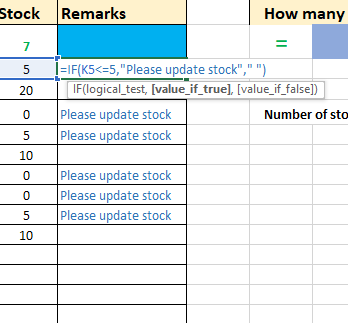 Stock Remarks How many
7 =
5 =IF(K5<=5,"Please update stock"," ")
20 IF(logical_test, [value_if_true], [value_if_false])
0 Please update stock Number of sto
5 Please update stock
10
0 Please update stock
0 Please update stock
5 Please update stock
10